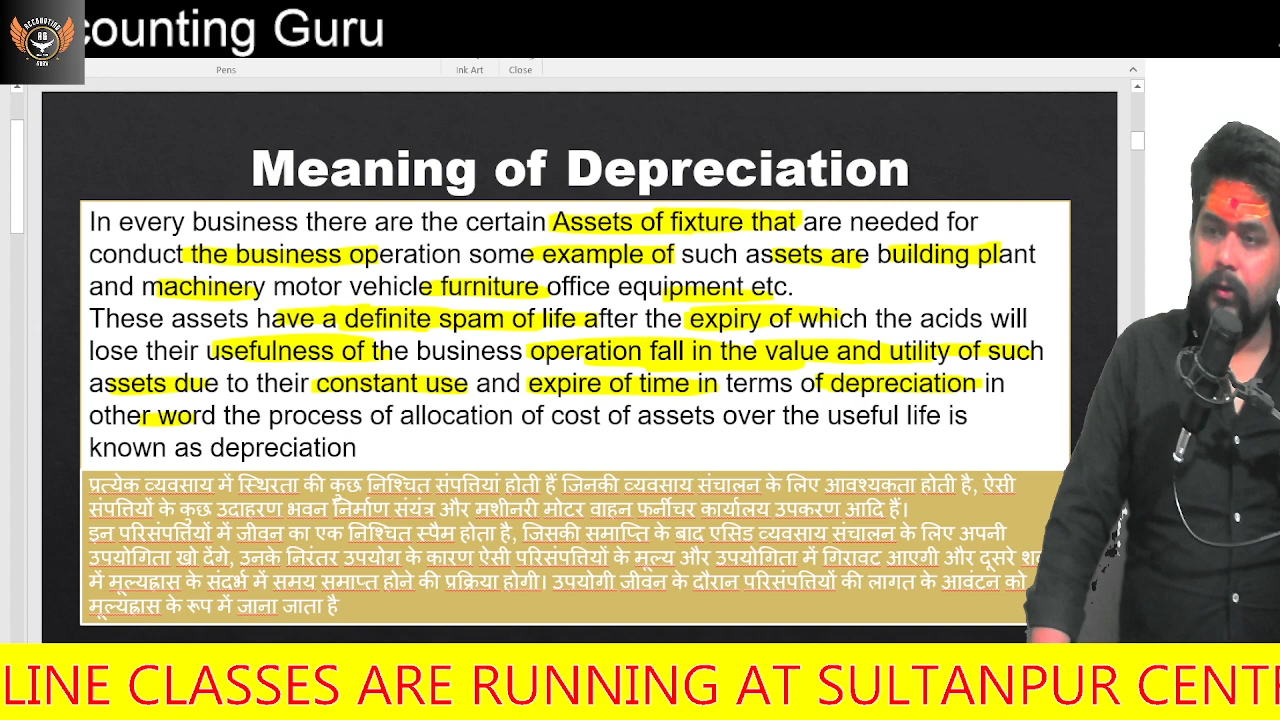 counting Guru
ACCOUNTING
AG
GURU
Pens
Ink Art
Close
Meaning of Depreciation
In every business there are the certain Assets of fixture that are needed for
conduct the business operation some example of such assets are building plant
and machinery motor vehicle furniture office equipment etc.
These assets have a definite spam of life after the expiry of which the acids will
lose their usefulness of the business operation fall in the value and utility of such
assets due to their constant use and expire of time in terms of depreciation in
other word the process of allocation of cost of assets over the useful life is
known as depreciation
प्रत्येक व्यवसाय में स्थिरता की कुछ निश्चित संपत्तियां होती हैं जिनकी व्यवसाय संचालन के लिए आवश्यकता होती है, ऐसी
संपत्तियों के कुछ उदाहरण भवन निर्माण संयंत्र और मशीनरी मोटर वाहन फर्नीचर कार्यालय उपकरण आदि हैं।
इन परिसंपत्तियों में जीवन का एक निश्चित स्पैम होता है, जिसकी समाप्ति के बाद एसिड व्यवसाय संचालन के लिए अपनी
उपयोगिता खो देंगे, उनके निरंतर उपयोग के कारण ऐसी परिसंपत्तियों के मूल्य और उपयोगिता में गिरावट आएगी और दूसरे
में मूल्यह्रास के संदर्भ में समय समाप्त होने की प्रक्रिया होगी। उपयोगी जीवन के दौरान परिसंपत्तियों की लागत के आवंटन को
मूल्यह्रास के रूप में जाना जाता है
LINE CLASSES ARE RUNNING AT SULTANPUR CENT